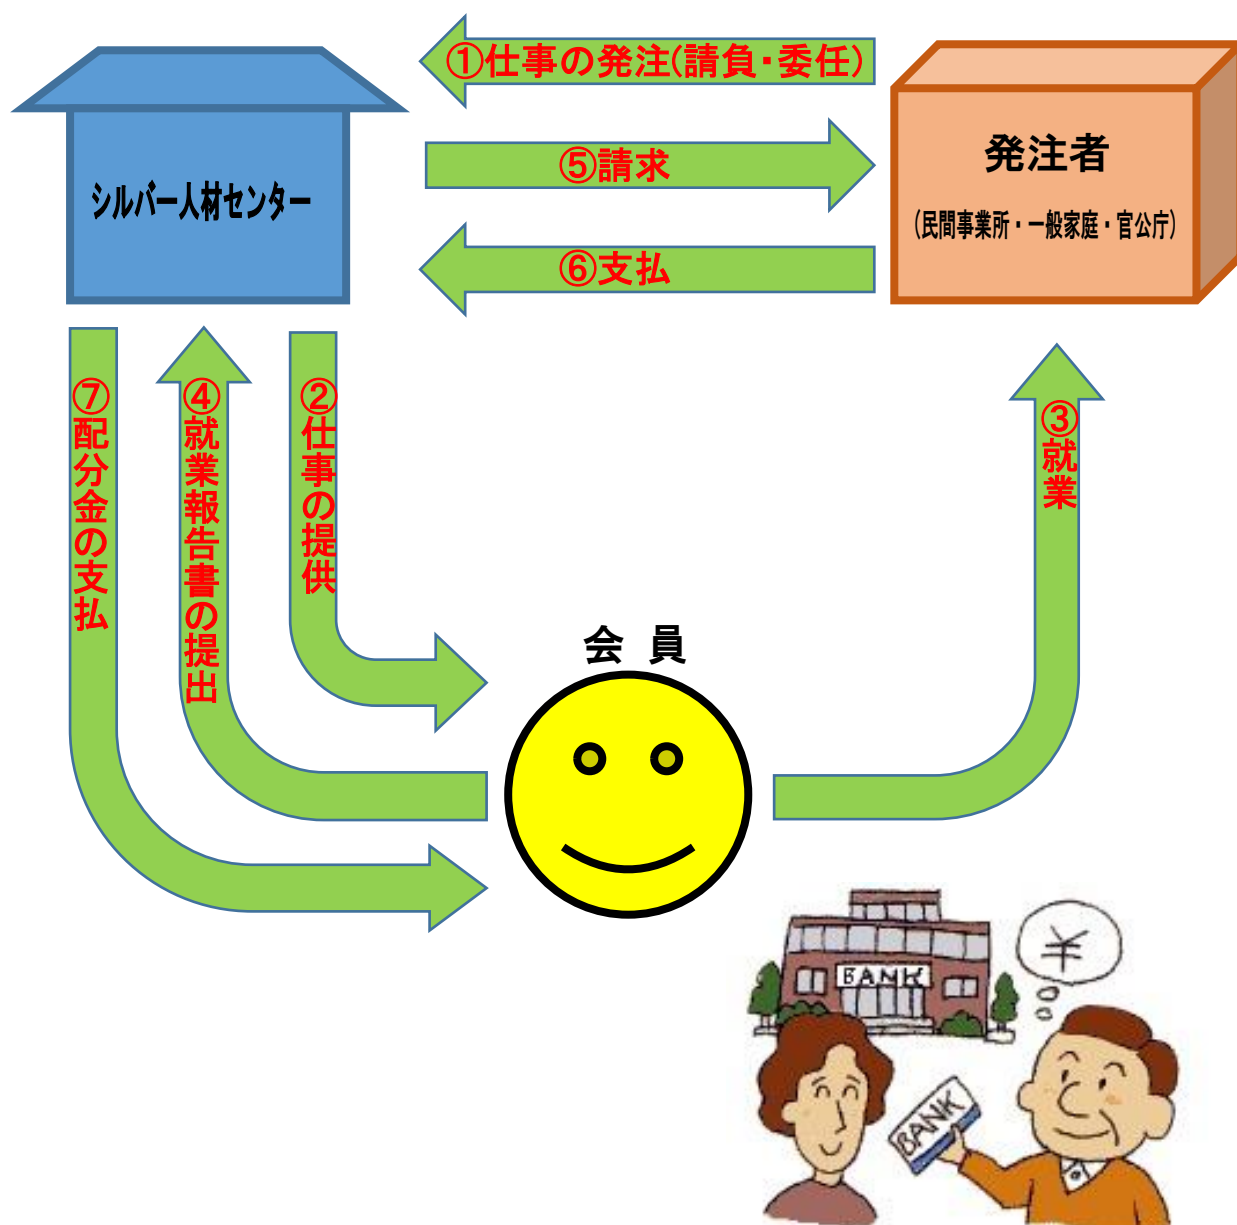 ①仕事の発注(請負・委任)
シルバー人材センター
⑤請求
発注者
(民間事業所・一般家庭・官公庁)
⑥支払
⑦配分金の支払
④就業報告書の提出
②仕事の提供
③就業
会 員
BANK
¥
BANK